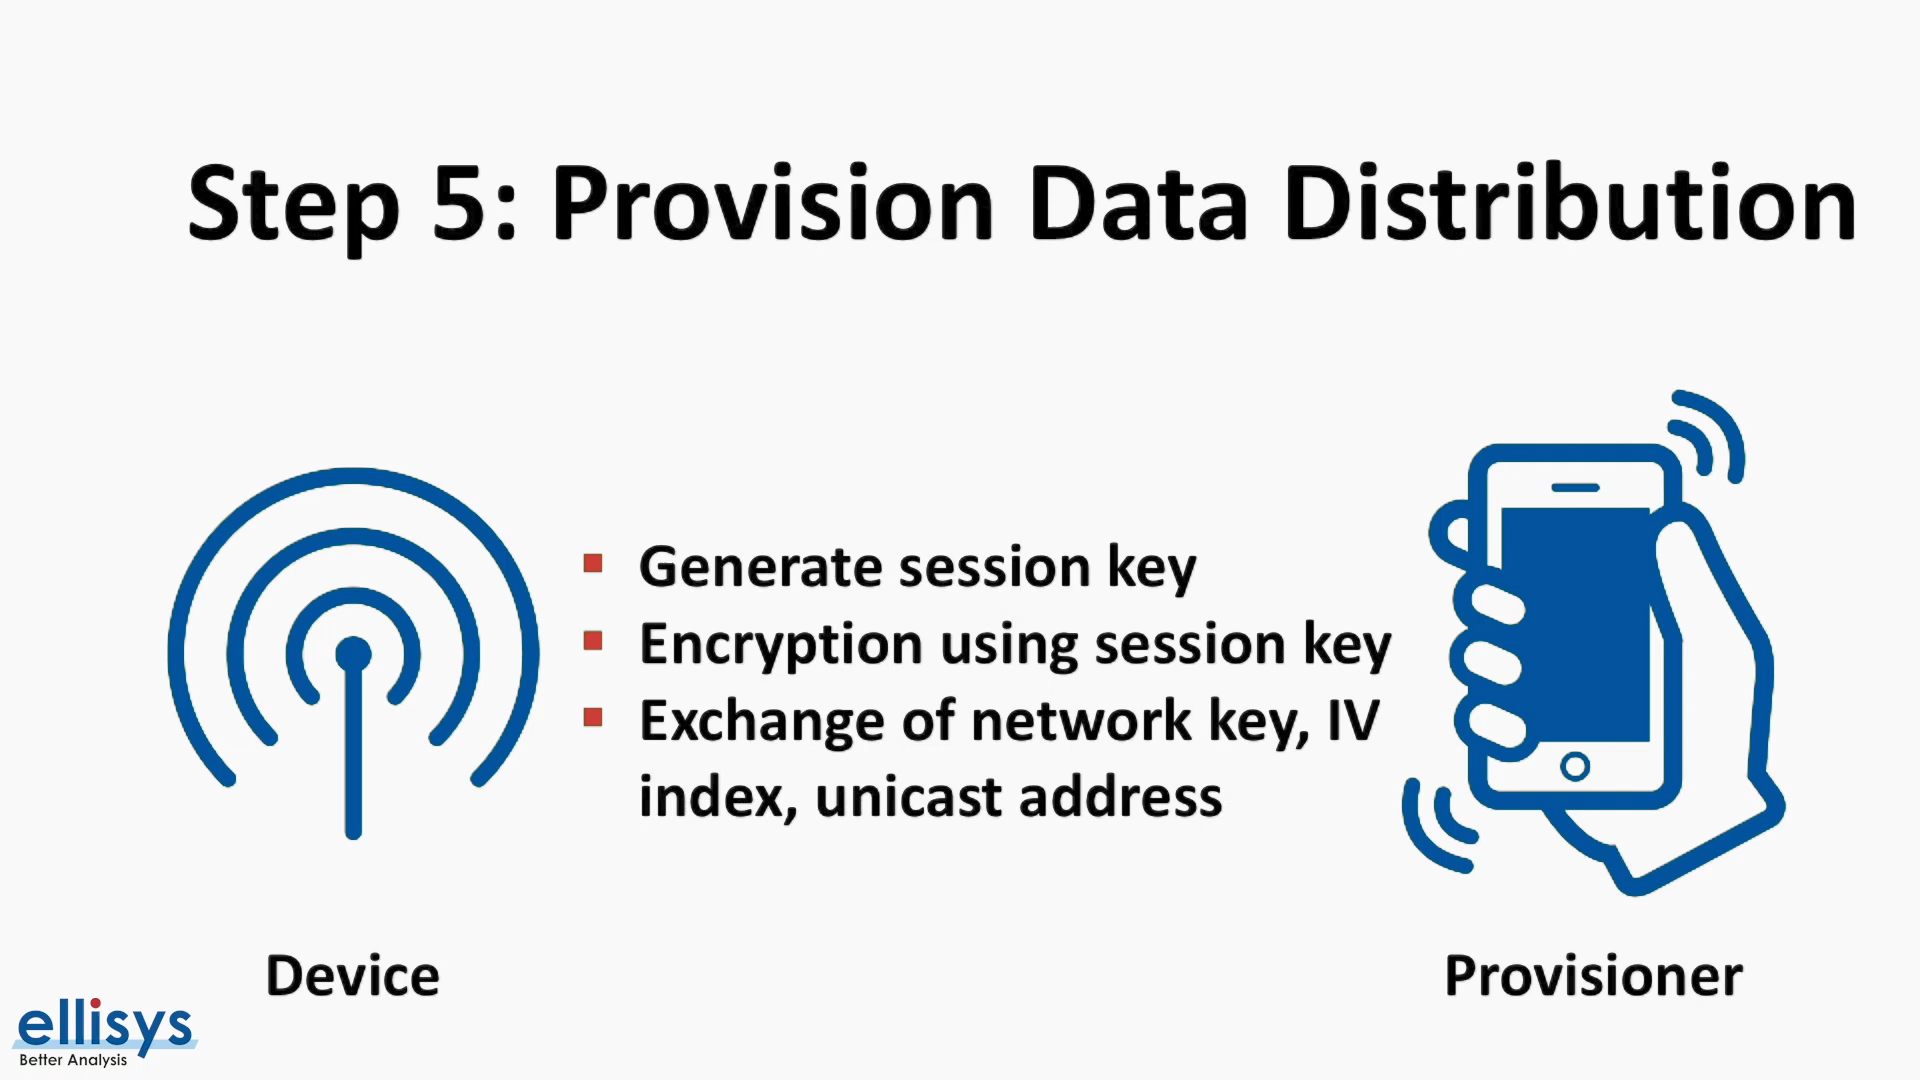 Step 5: Provision Data Distribution
Generate session key
Encryption using session key
Exchange of network key, IV
index, unicast address
Device
Provisioner
ellisys
Better Analysis